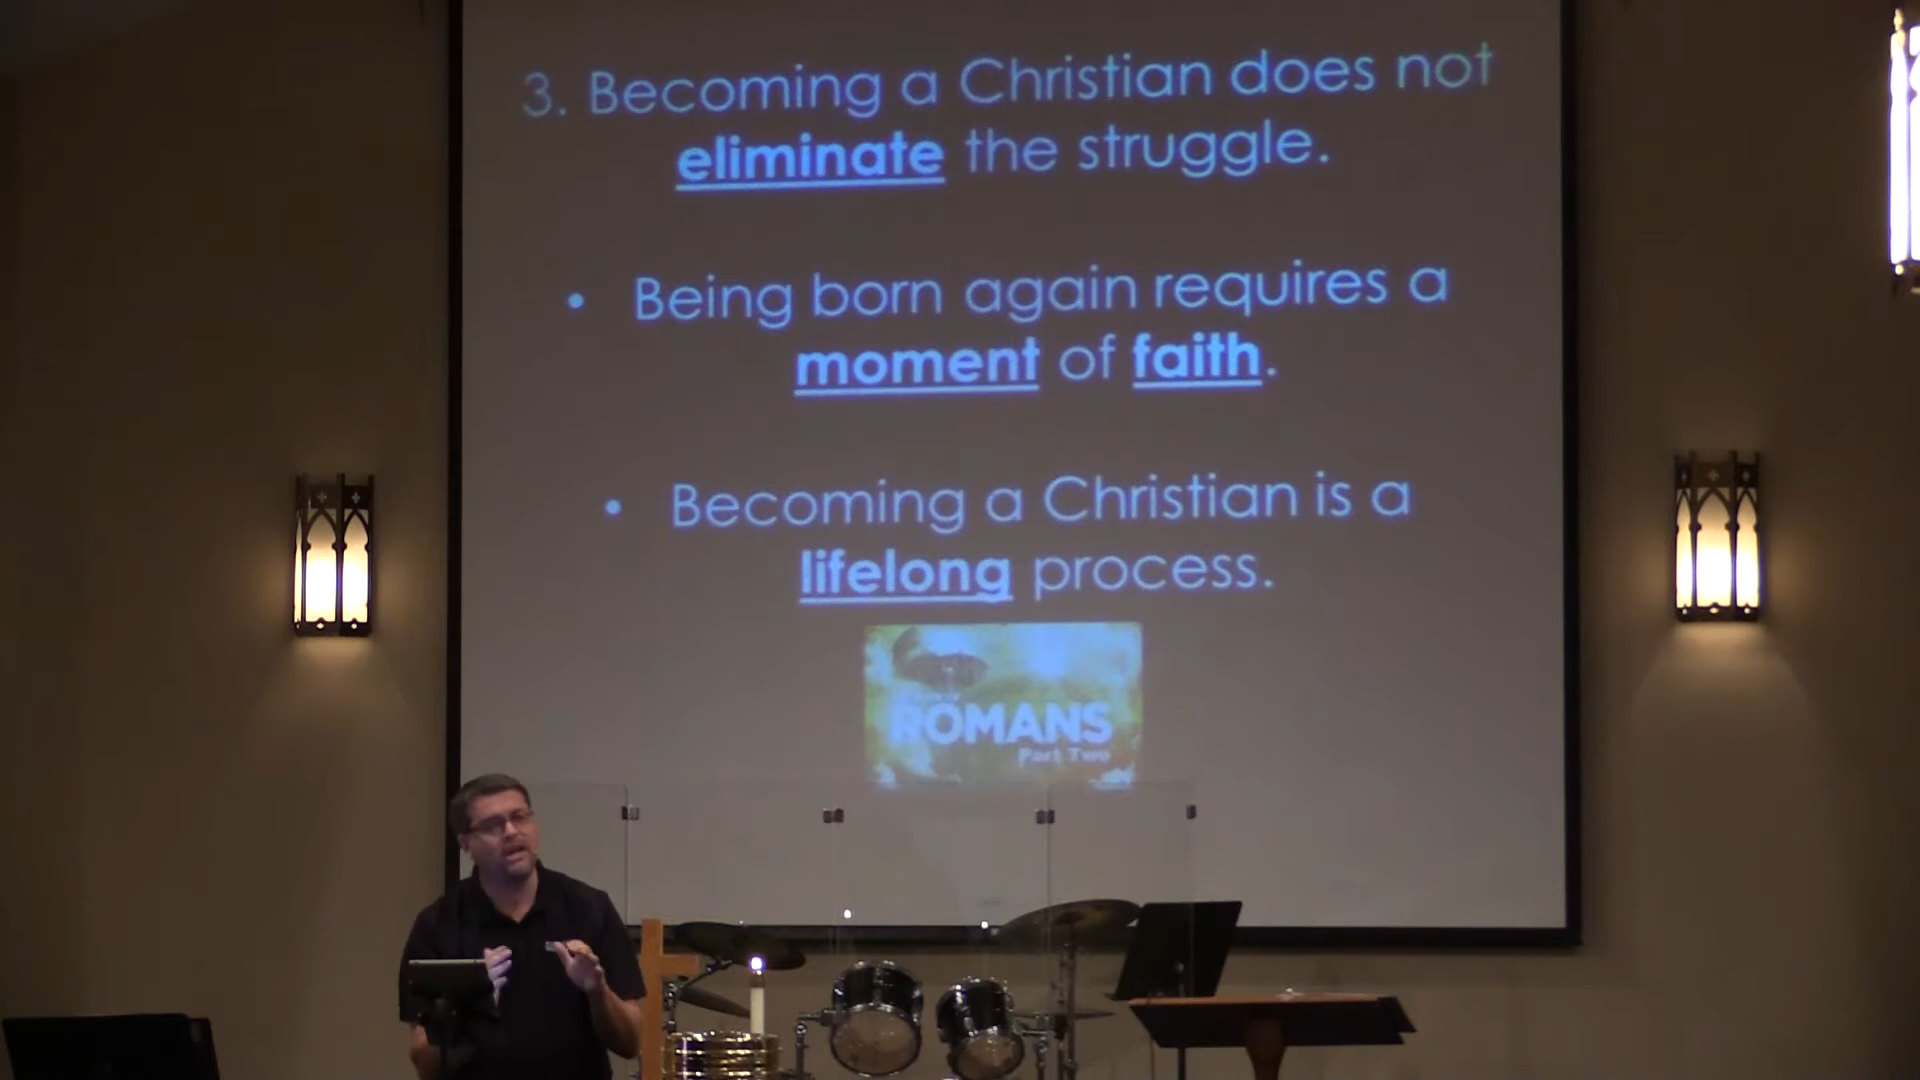 3. Becoming a Christian does not
eliminate the struggle.
• Being born again requires a
moment of faith.
• Becoming a Christian is a
lifelong process.
ROMANS
Part Two